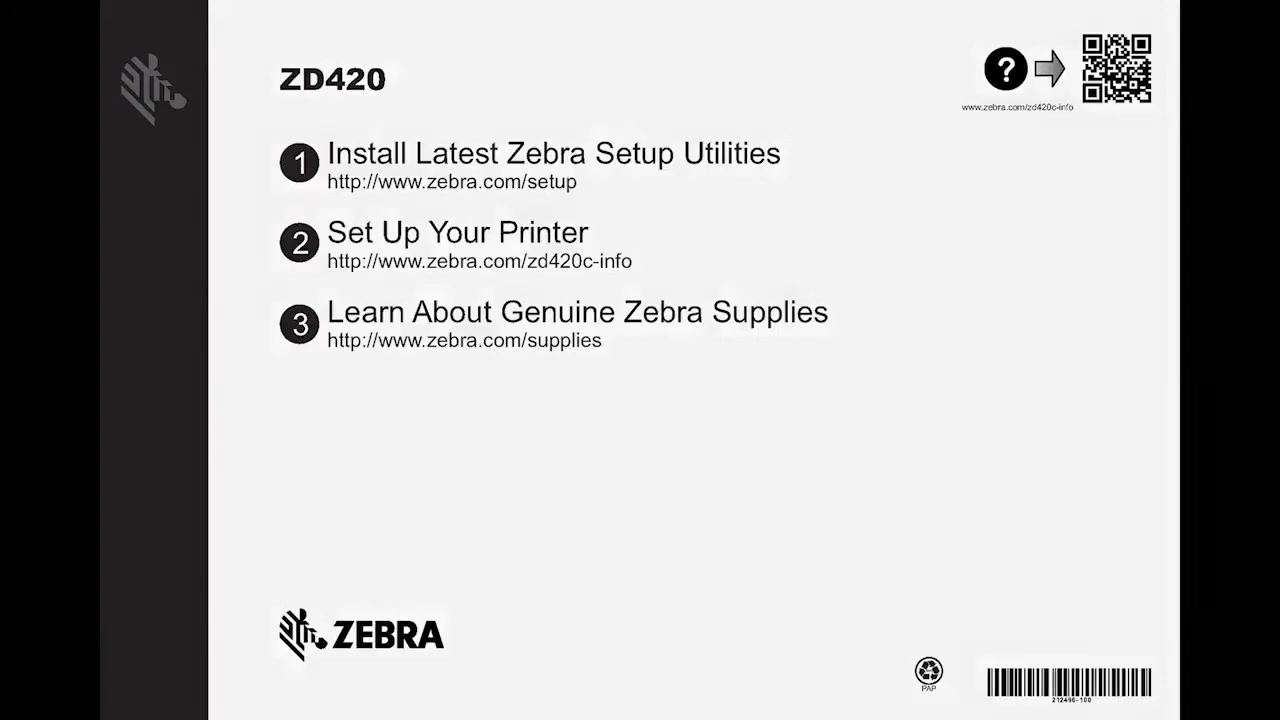 ZD420
?
www.zebra.com/zd420c-info
1 Install Latest Zebra Setup Utilities
http://www.zebra.com/setup
2 Set Up Your Printer
http://www.zebra.com/zd420c-info
3 Learn About Genuine Zebra Supplies
http://www.zebra.com/supplies
ZEBRA
PAP
212496-100